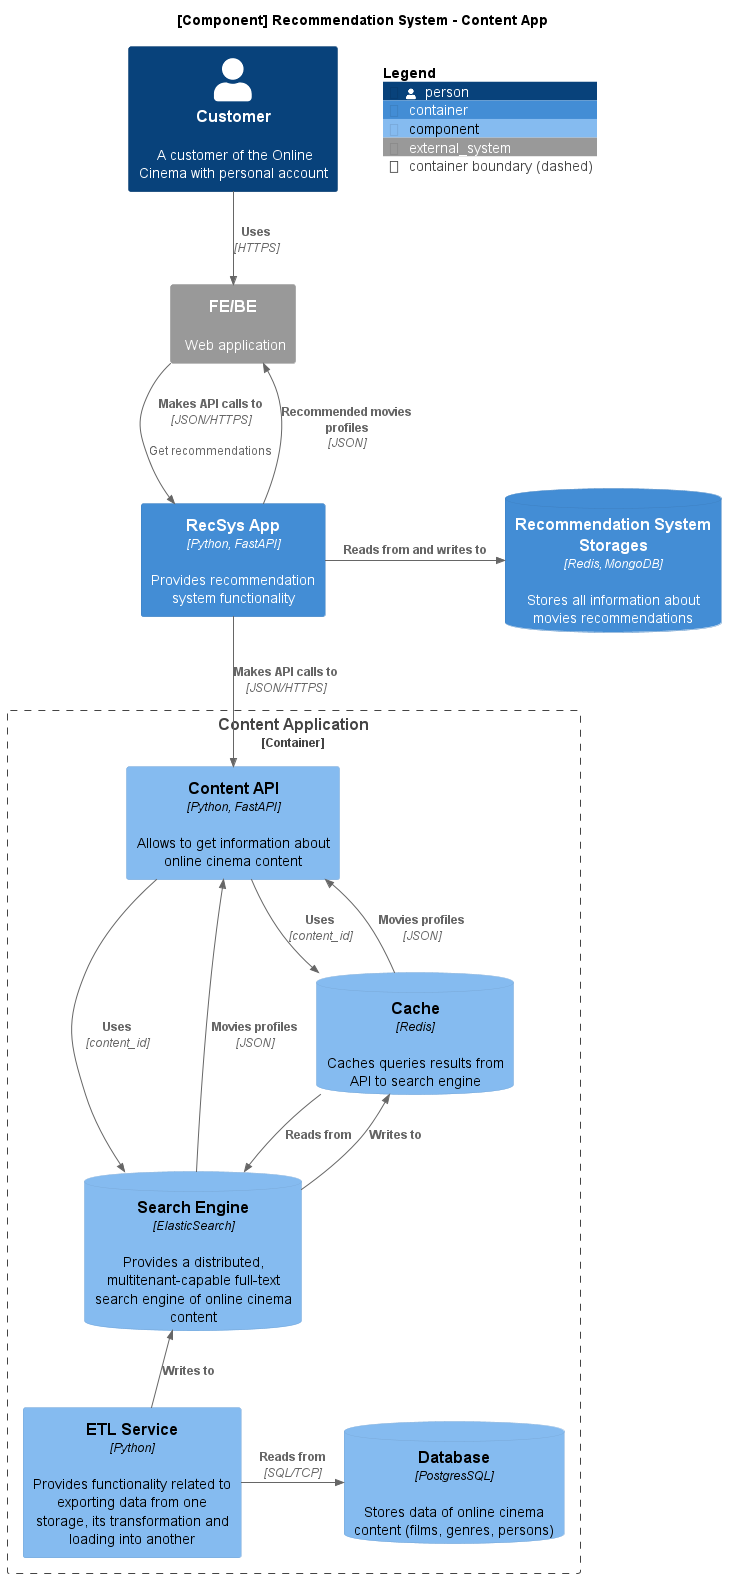 [Component] Recommendation System - Content App
Customer
A customer of the Online
Cinema with personal account
Legend
person
container
component
external_system
container boundary (dashed)
Uses
[HTTPS]
FE/BE
Web application
Makes API calls to
[JSON/HTTPS]
Get recommendations
Recommended movies
profiles
[JSON]
RecSys App
[Python, FastAPI]
Provides recommendation
system functionality
Reads from and writes to
Recommendation System
Storages
[Redis, MongoDB]
Stores all information about
movies recommendations
Makes API calls to
[JSON/HTTPS]
Content Application
[Container]
Content API
[Python, FastAPI]
Allows to get information about
online cinema content
Uses
[content_id]
Movies profiles
[JSON]
Cache
[Redis]
Caches queries results from
API to search engine
Uses
[content_id]
Movies profiles
[JSON]
Reads from
Writes to
Search Engine
[ElasticSearch]
Provides a distributed,
multitenant-capable full-text
search engine of online cinema
content
Writes to
ETL Service
[Python]
Provides functionality related to
exporting data from one
storage, its transformation and
loading into another
Reads from
[SQL/TCP]
Database
[PostgresSQL]
Stores data of online cinema
content (films, genres, persons)